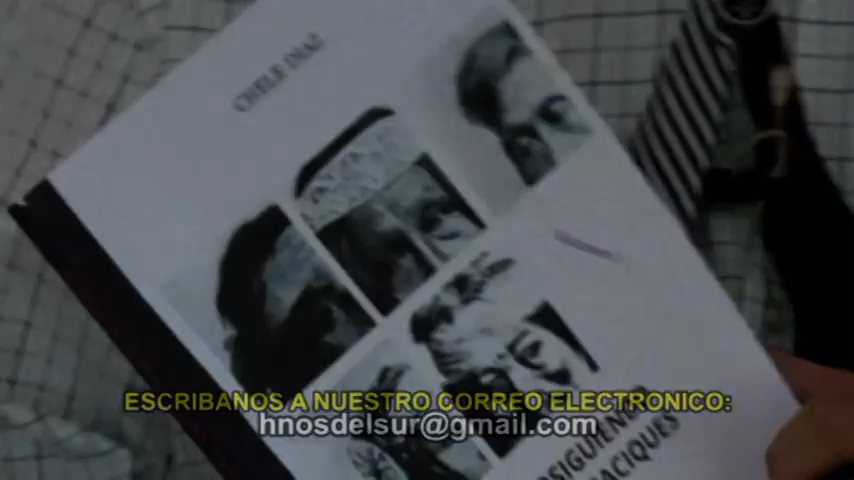 CHELE DIAZ
ESCRIBANOS A NUESTRO CORREO ELECTRONICO:
hnosdelsur@gmail.com